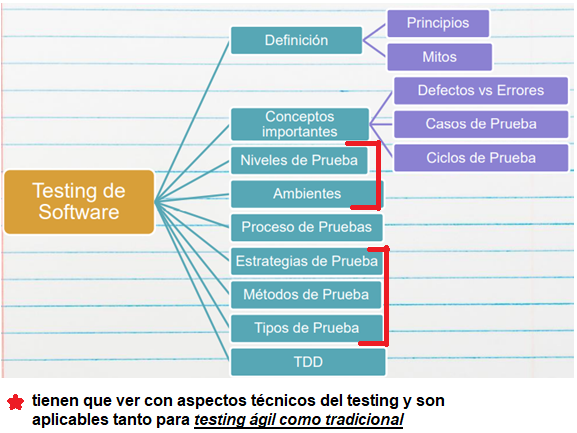 Testing de
Software
Definición
Principios
Mitos
Conceptos
importantes
Defectos vs Errores
Casos de Prueba
Ciclos de Prueba
Niveles de Prueba
Ambientes
Proceso de Pruebas
Estrategias de Prueba
Métodos de Prueba
Tipos de Prueba
TDD
tienen que ver con aspectos técnicos del testing y son
aplicables tanto para testing ágil como tradicional